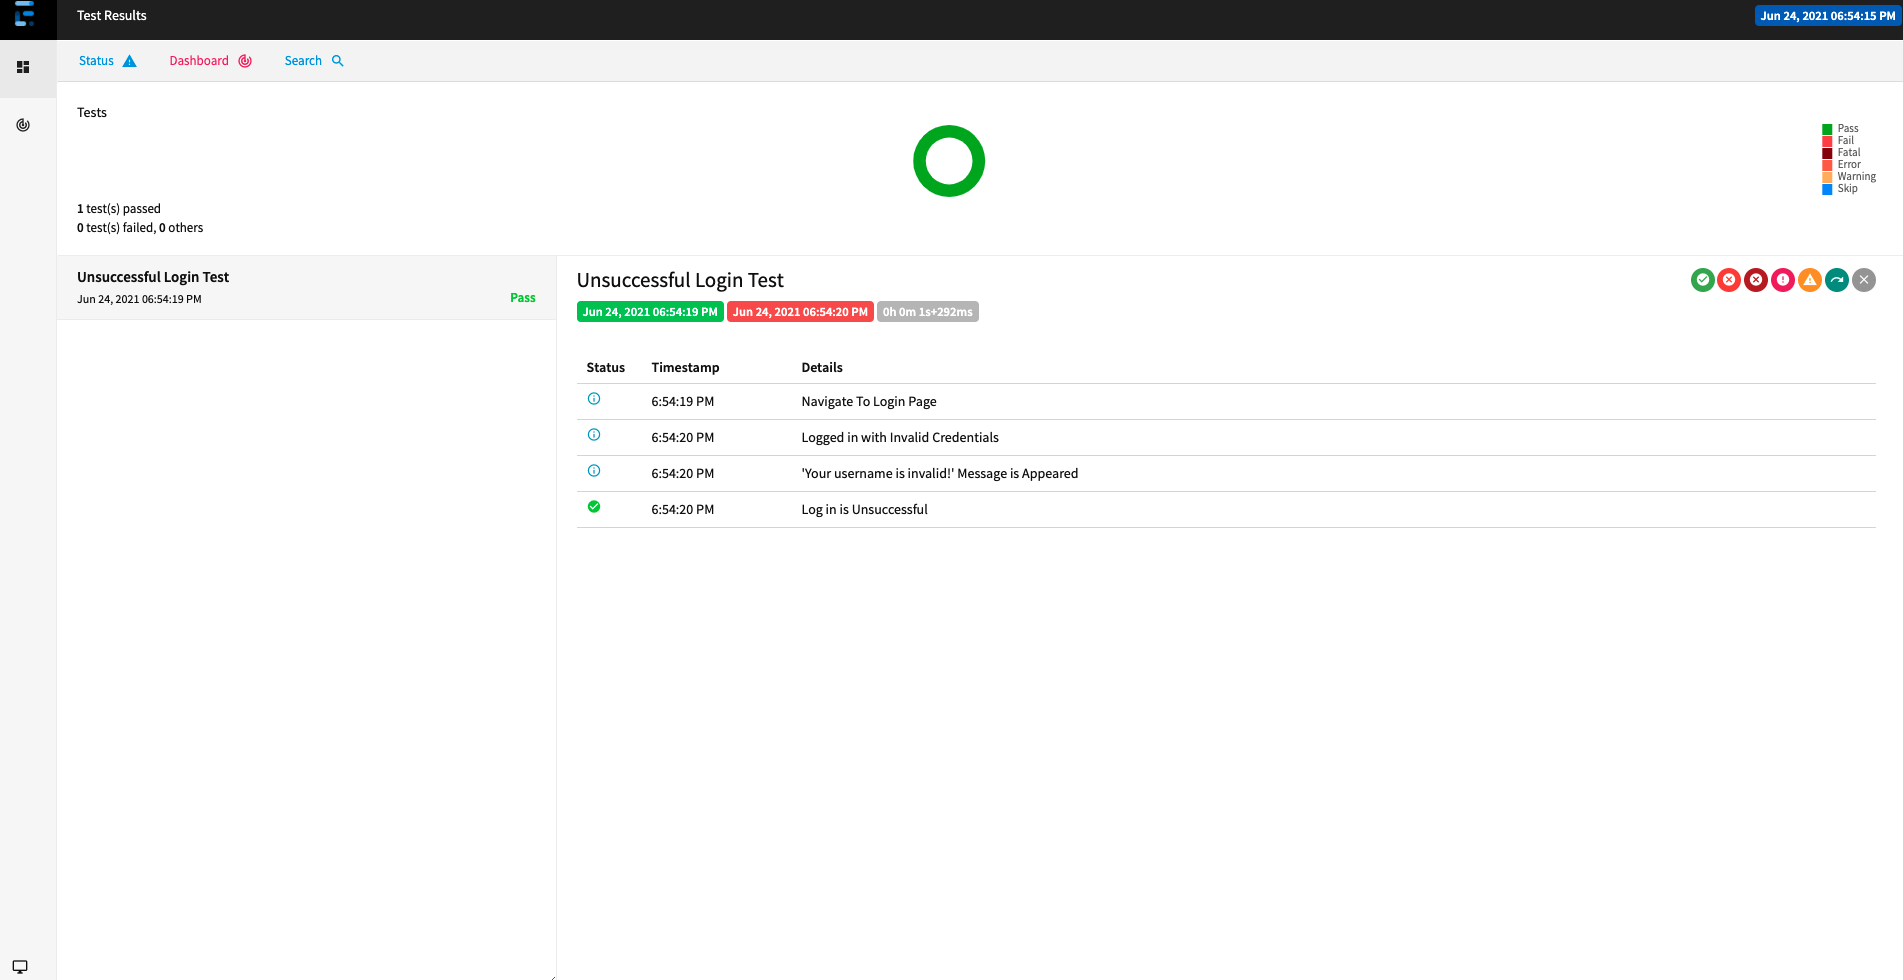 Test Results
Jun 24, 2021 06:54:15 PM
Status
Dashboard
Search
Tests
Pass
Fail
Fatal
Error
Warning
Skip
1 test(s) passed
0 test(s) failed, 0 others
Unsuccessful Login Test
Jun 24, 2021 06:54:19 PM
Pass
Unsuccessful Login Test
Jun 24, 2021 06:54:19 PM Jun 24, 2021 06:54:20 PM 0h 0m 1s+292ms
Status Timestamp Details
6:54:19 PM Navigate To Login Page
6:54:20 PM Logged in with Invalid Credentials
6:54:20 PM 'Your username is invalid!' Message is Appeared
6:54:20 PM Log in is Unsuccessful